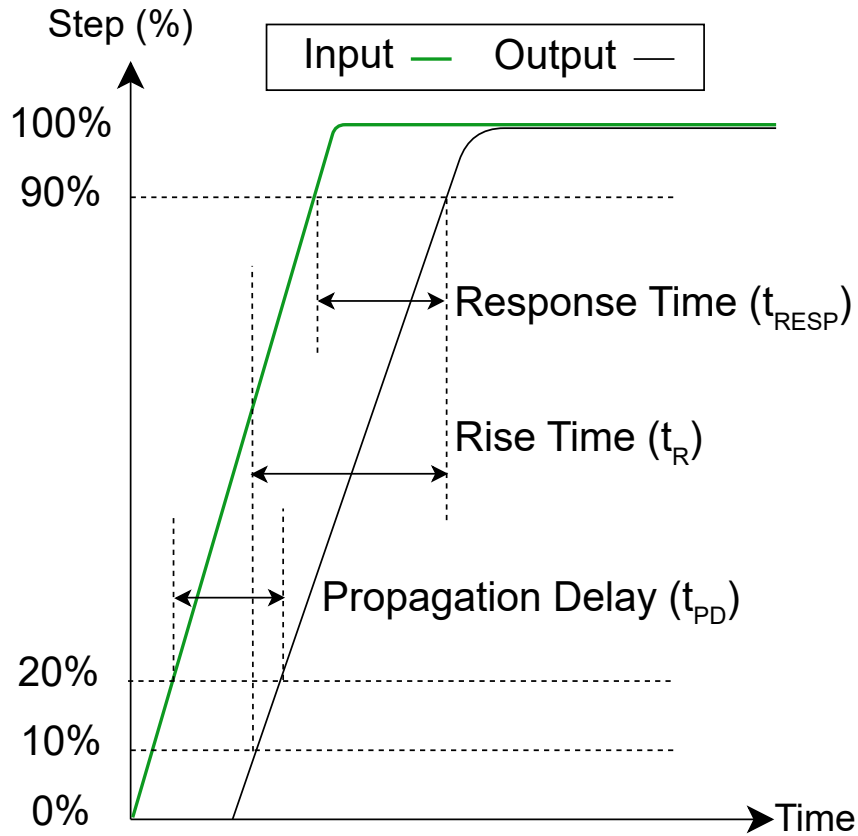 Step (%)
Input Output
100%
90%
Response Time (tRESP)
Rise Time (tR)
Propagation Delay (tPD)
20%
10%
0%
Time